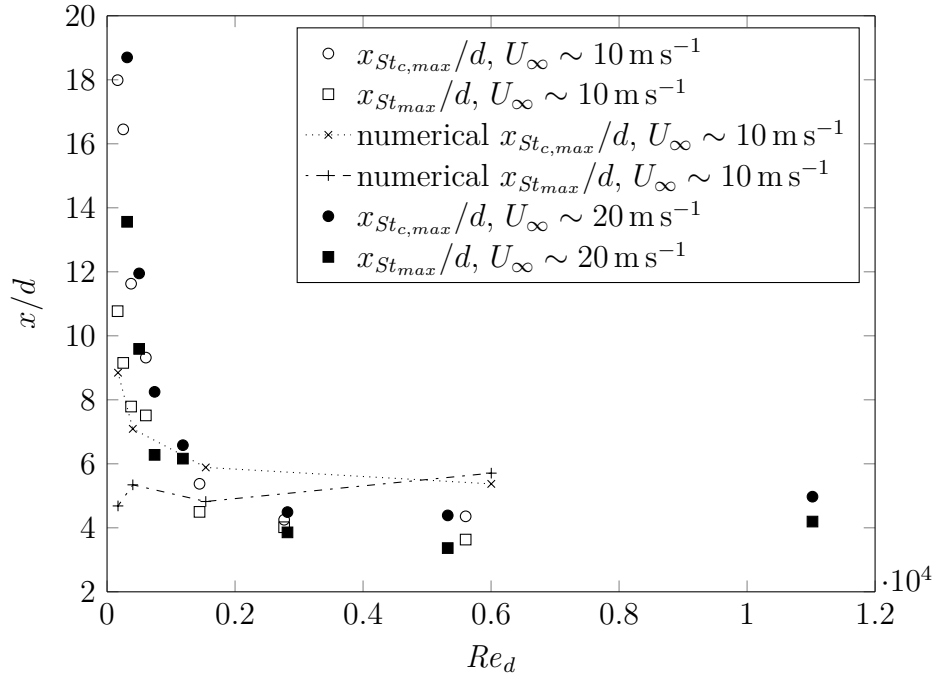 20
18
16
14
12
10
8
6
4
2
x/d
x_{St_{c,max}}/d, U_∞ ∼ 10 m s⁻¹
x_{St_{max}}/d, U_∞ ∼ 10 m s⁻¹
numerical x_{St_{c,max}}/d, U_∞ ∼ 10 m s⁻¹
numerical x_{St_{max}}/d, U_∞ ∼ 10 m s⁻¹
x_{St_{c,max}}/d, U_∞ ∼ 20 m s⁻¹
x_{St_{max}}/d, U_∞ ∼ 20 m s⁻¹
0 0.2 0.4 0.6 0.8 1 1.2
·10⁴
Re_d